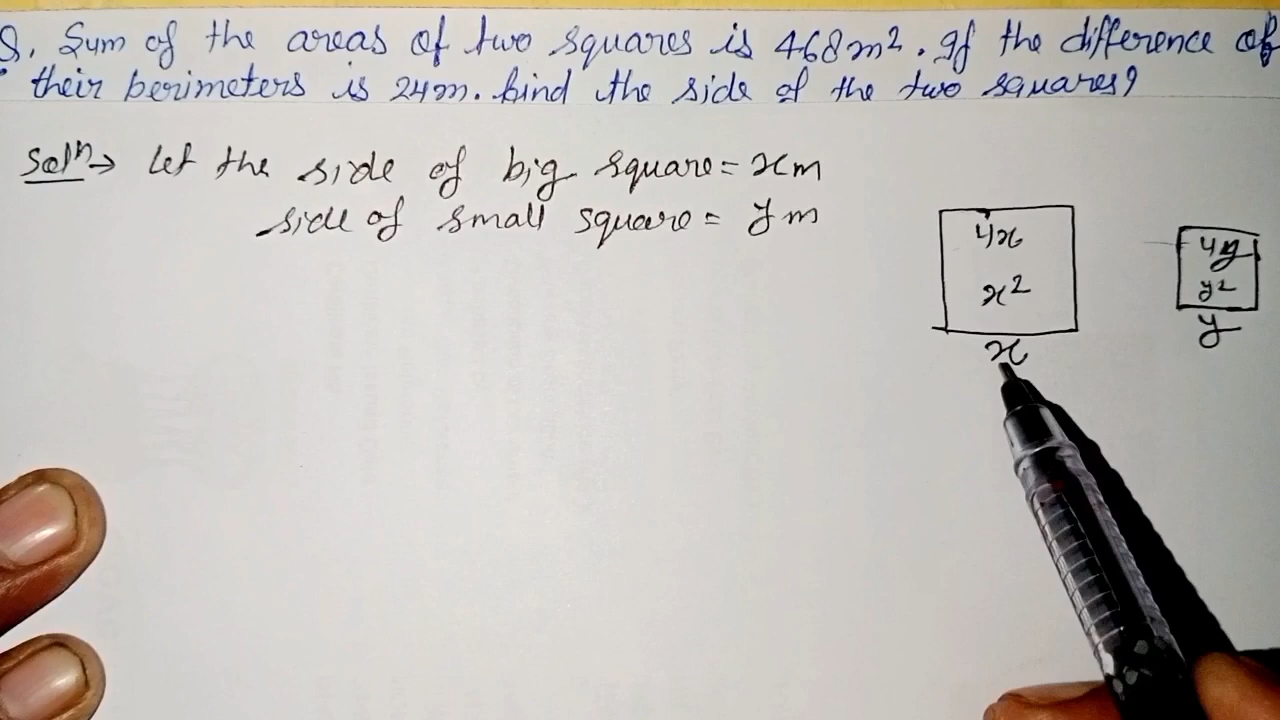 Q. Sum of the areas of two squares is 468m². If the difference of
their perimeters is 24m. find the side of the two squares?
Solⁿ→ Let the side of big square = x m
side of small square = y m
4x
x²
x
4y
y²
y